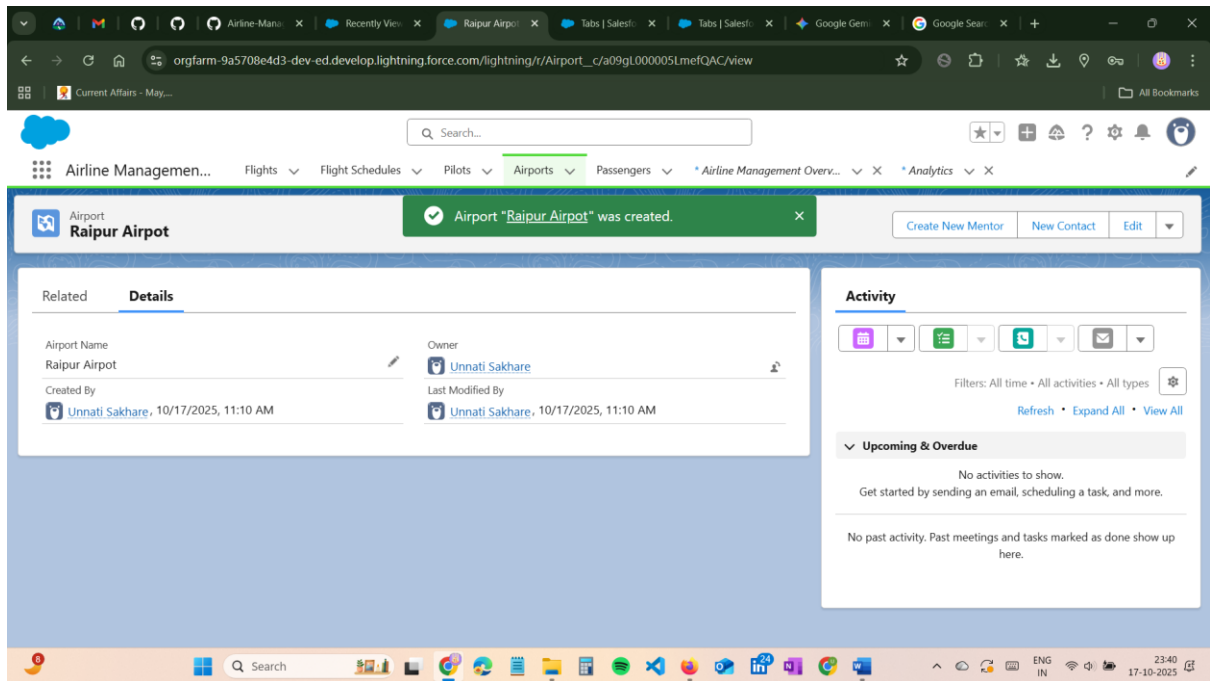 Airline-Mana
Recently View
Raipur Airpot
Tabs | Salesfo
Tabs | Salesfo
Google Gemi
Google Searc
orgfarm-9a5708e4d3-dev-ed.develop.lightning.force.com/lightning/r/Airport__c/a09gL000005LmefQAC/view
Current Affairs - May,...
All Bookmarks
Search...
Airline Managemen...
Flights
Flight Schedules
Pilots
Airports
Passengers
* Airline Management Overv...
* Analytics
Airport
Raipur Airpot
Airport "Raipur Airpot" was created.
Create New Mentor
New Contact
Edit
Related
Details
Activity
Airport Name
Raipur Airpot
Owner
Unnati Sakhare
Created By
Unnati Sakhare, 10/17/2025, 11:10 AM
Last Modified By
Unnati Sakhare, 10/17/2025, 11:10 AM
Filters: All time • All activities • All types
Refresh • Expand All • View All
Upcoming & Overdue
No activities to show.
Get started by sending an email, scheduling a task, and more.
No past activity. Past meetings and tasks marked as done show up
here.
8
Search
24
ENG
IN
23:40
17-10-2025